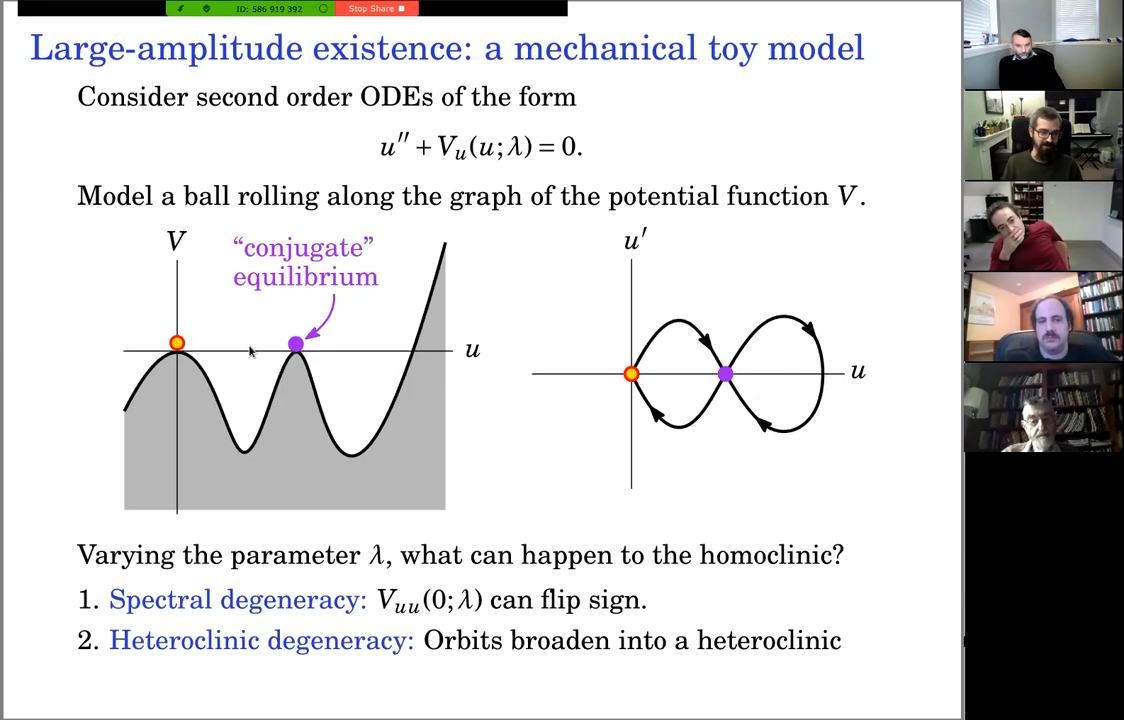 ID: 586 919 392 Stop Share
Large-amplitude existence: a mechanical toy model
Consider second order ODEs of the form
u″ + V_u(u; λ) = 0.
Model a ball rolling along the graph of the potential function V.
V
“conjugate”
equilibrium
u
u′
u
Varying the parameter λ, what can happen to the homoclinic?
1. Spectral degeneracy: V_uu(0; λ) can flip sign.
2. Heteroclinic degeneracy: Orbits broaden into a heteroclinic